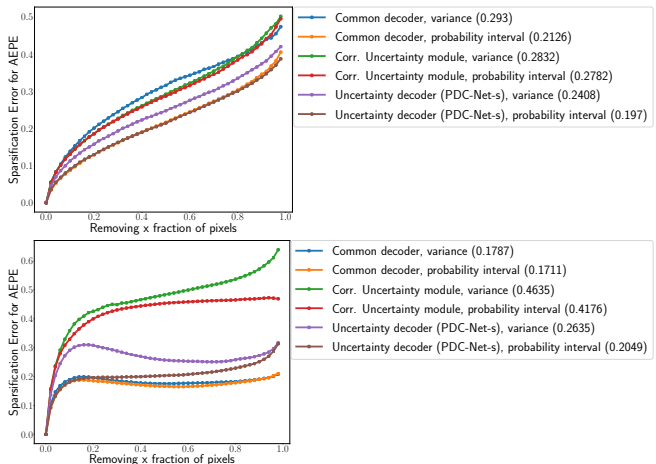 0.5
0.4
0.3
0.2
0.1
0.0
Sparsification Error for AEPE
0.0 0.2 0.4 0.6 0.8 1.0
Removing x fraction of pixels
Common decoder, variance (0.293)
Common decoder, probability interval (0.2126)
Corr. Uncertainty module, variance (0.2832)
Corr. Uncertainty module, probability interval (0.2782)
Uncertainty decoder (PDC-Net-s), variance (0.2408)
Uncertainty decoder (PDC-Net-s), probability interval (0.197)
0.6
0.5
0.4
0.3
0.2
0.1
0.0
Sparsification Error for AEPE
0.0 0.2 0.4 0.6 0.8 1.0
Removing x fraction of pixels
Common decoder, variance (0.1787)
Common decoder, probability interval (0.1711)
Corr. Uncertainty module, variance (0.4635)
Corr. Uncertainty module, probability interval (0.4176)
Uncertainty decoder (PDC-Net-s), variance (0.2635)
Uncertainty decoder (PDC-Net-s), probability interval (0.2049)